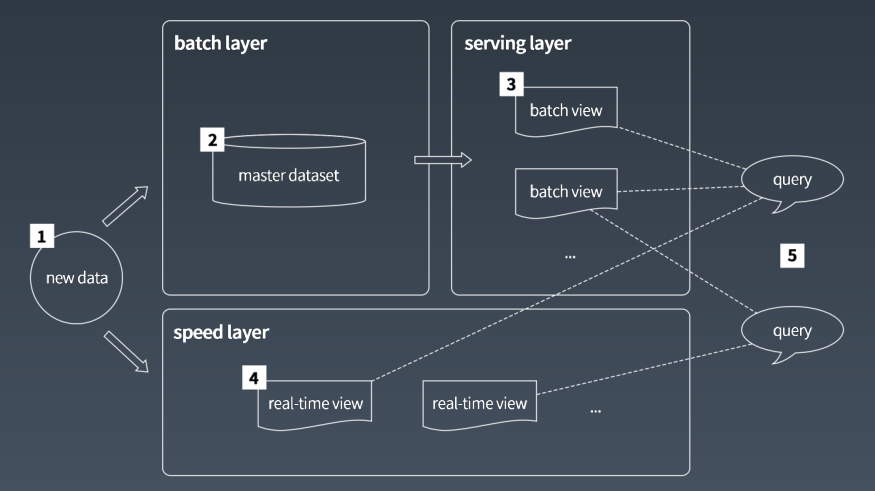 batch layer
serving layer
3
batch view
2
master dataset
batch view
query
1
new data
...
5
speed layer
query
4
real-time view
real-time view
...